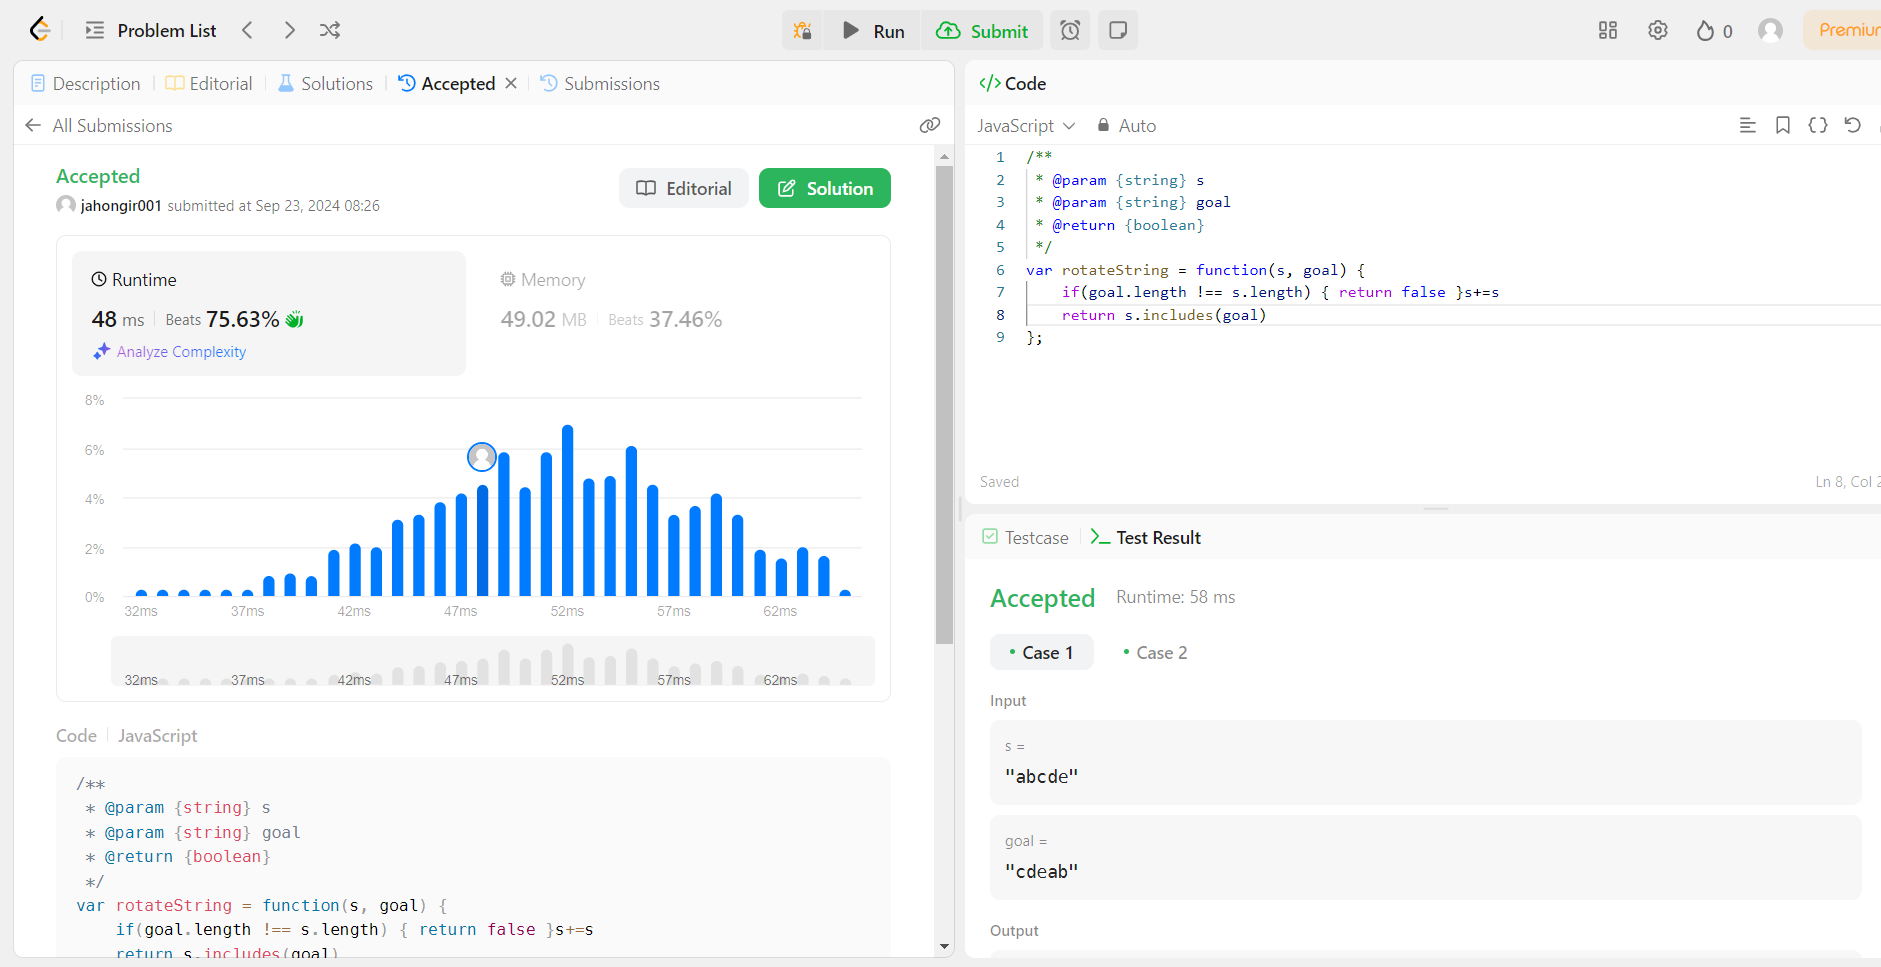 Problem List
Run
Submit
0
Premiu
Description
Editorial
Solutions
Accepted
Submissions
All Submissions
Accepted
jahongir001 submitted at Sep 23, 2024 08:26
Editorial
Solution
Runtime
48 ms
Beats 75.63%
Analyze Complexity
Memory
49.02 MB
Beats 37.46%
8%
6%
4%
2%
0%
32ms 37ms 42ms 47ms 52ms 57ms 62ms
32ms 37ms 42ms 47ms 52ms 57ms 62ms
Code
JavaScript
/**
 * @param {string} s
 * @param {string} goal
 * @return {boolean}
 */
var rotateString = function(s, goal) {
    if(goal.length !== s.length) { return false }s+=s
    return s.includes(goal)
</> Code
JavaScript
Auto
1 /**
2  * @param {string} s
3  * @param {string} goal
4  * @return {boolean}
5  */
6 var rotateString = function(s, goal) {
7     if(goal.length !== s.length) { return false }s+=s
8     return s.includes(goal)
9 };
Saved
Ln 8, Col 2
Testcase
Test Result
Accepted
Runtime: 58 ms
Case 1
Case 2
Input
s =
"abcde"
goal =
"cdeab"
Output